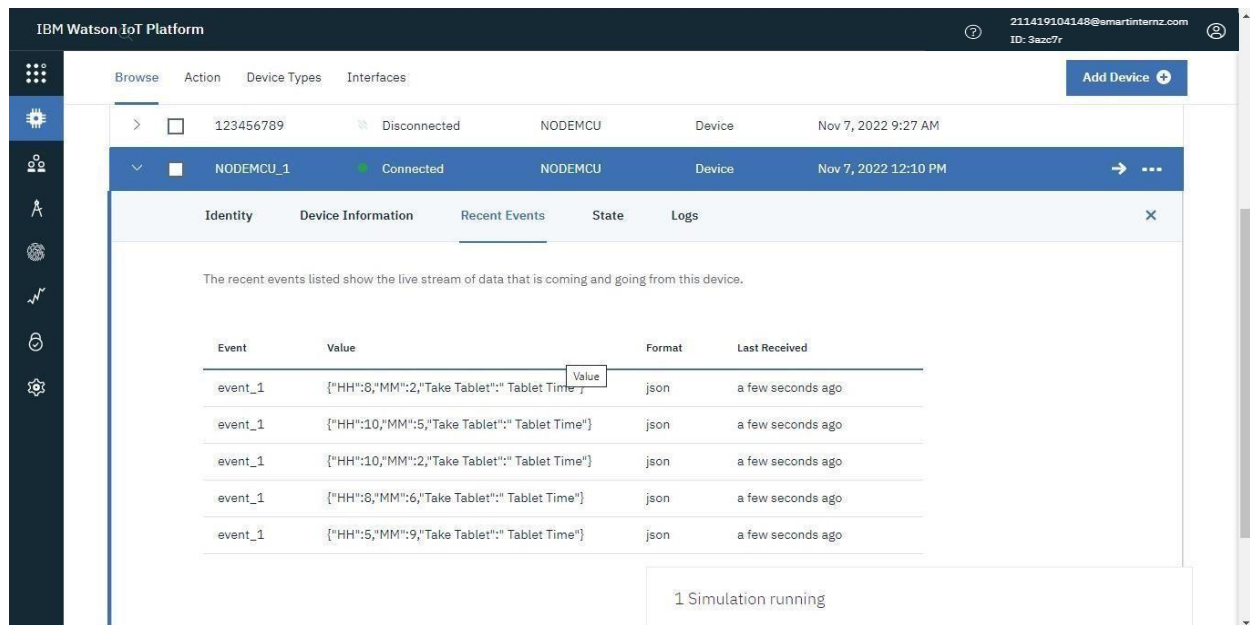 IBM Watson IoT Platform
211419104148@smartinternz.com
ID: 3azc7r
Browse Action Device Types Interfaces Add Device
123456789 Disconnected NODEMCU Device Nov 7, 2022 9:27 AM
NODEMCU_1 Connected NODEMCU Device Nov 7, 2022 12:10 PM
Identity Device Information Recent Events State Logs
The recent events listed show the live stream of data that is coming and going from this device.
Event Value Format Last Received
Value
event_1 {"HH":8,"MM":2,"Take Tablet":" Tablet Time"} json a few seconds ago
event_1 {"HH":10,"MM":5,"Take Tablet":" Tablet Time"} json a few seconds ago
event_1 {"HH":10,"MM":2,"Take Tablet":" Tablet Time"} json a few seconds ago
event_1 {"HH":8,"MM":6,"Take Tablet":" Tablet Time"} json a few seconds ago
event_1 {"HH":5,"MM":9,"Take Tablet":" Tablet Time"} json a few seconds ago
1 Simulation running